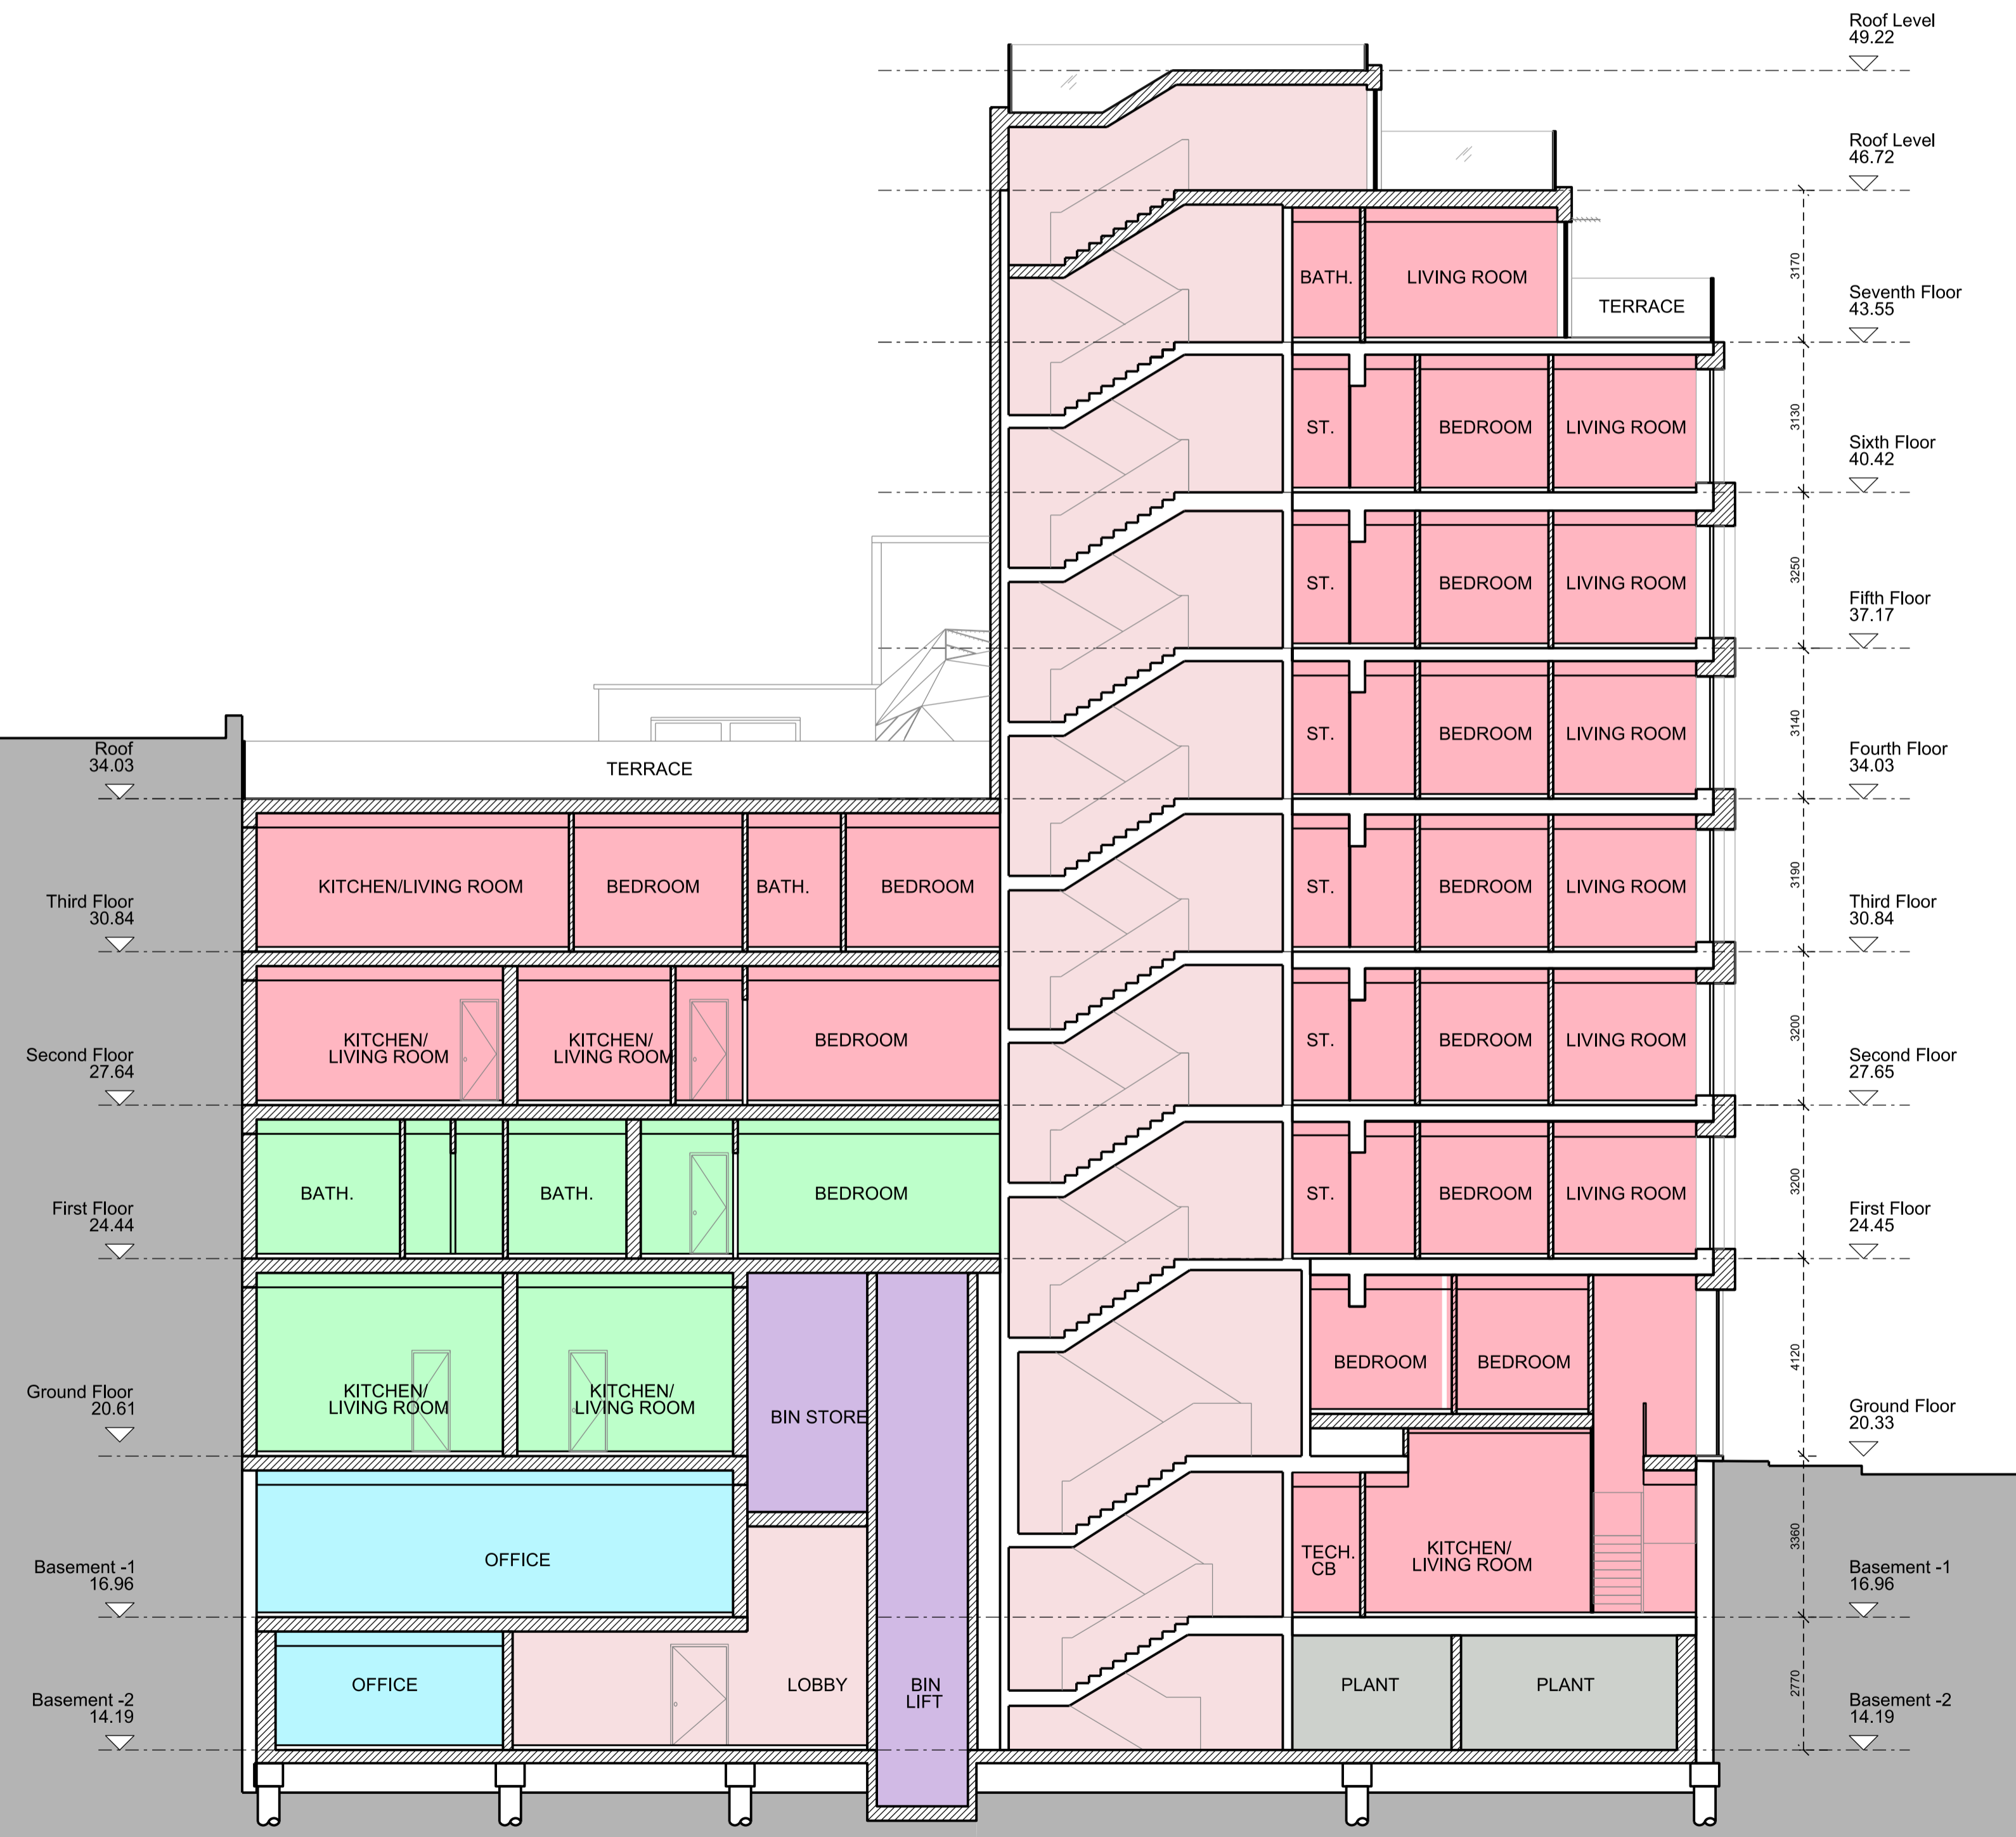 Roof Level
49.22
Roof Level
46.72
3170
BATH.
LIVING ROOM
TERRACE
Seventh Floor
43.55
3130
ST.
BEDROOM
LIVING ROOM
Sixth Floor
40.42
3250
ST.
BEDROOM
LIVING ROOM
Fifth Floor
37.17
3140
ST.
BEDROOM
LIVING ROOM
Roof
34.03
TERRACE
Fourth Floor
34.03
3190
KITCHEN/LIVING ROOM
BEDROOM
BATH.
BEDROOM
ST.
BEDROOM
LIVING ROOM
Third Floor
30.84
Third Floor
30.84
3200
KITCHEN/
LIVING ROOM
KITCHEN/
LIVING ROOM
BEDROOM
ST.
BEDROOM
LIVING ROOM
Second Floor
27.64
Second Floor
27.65
3200
BATH.
BATH.
BEDROOM
ST.
BEDROOM
LIVING ROOM
First Floor
24.44
First Floor
24.45
4120
BEDROOM
BEDROOM
KITCHEN/
LIVING ROOM
KITCHEN/
LIVING ROOM
BIN STORE
Ground Floor
20.61
Ground Floor
20.33
3360
OFFICE
TECH.
CB
KITCHEN/
LIVING ROOM
Basement -1
16.96
Basement -1
16.96
2770
OFFICE
LOBBY
BIN
LIFT
PLANT
PLANT
Basement -2
14.19
Basement -2
14.19